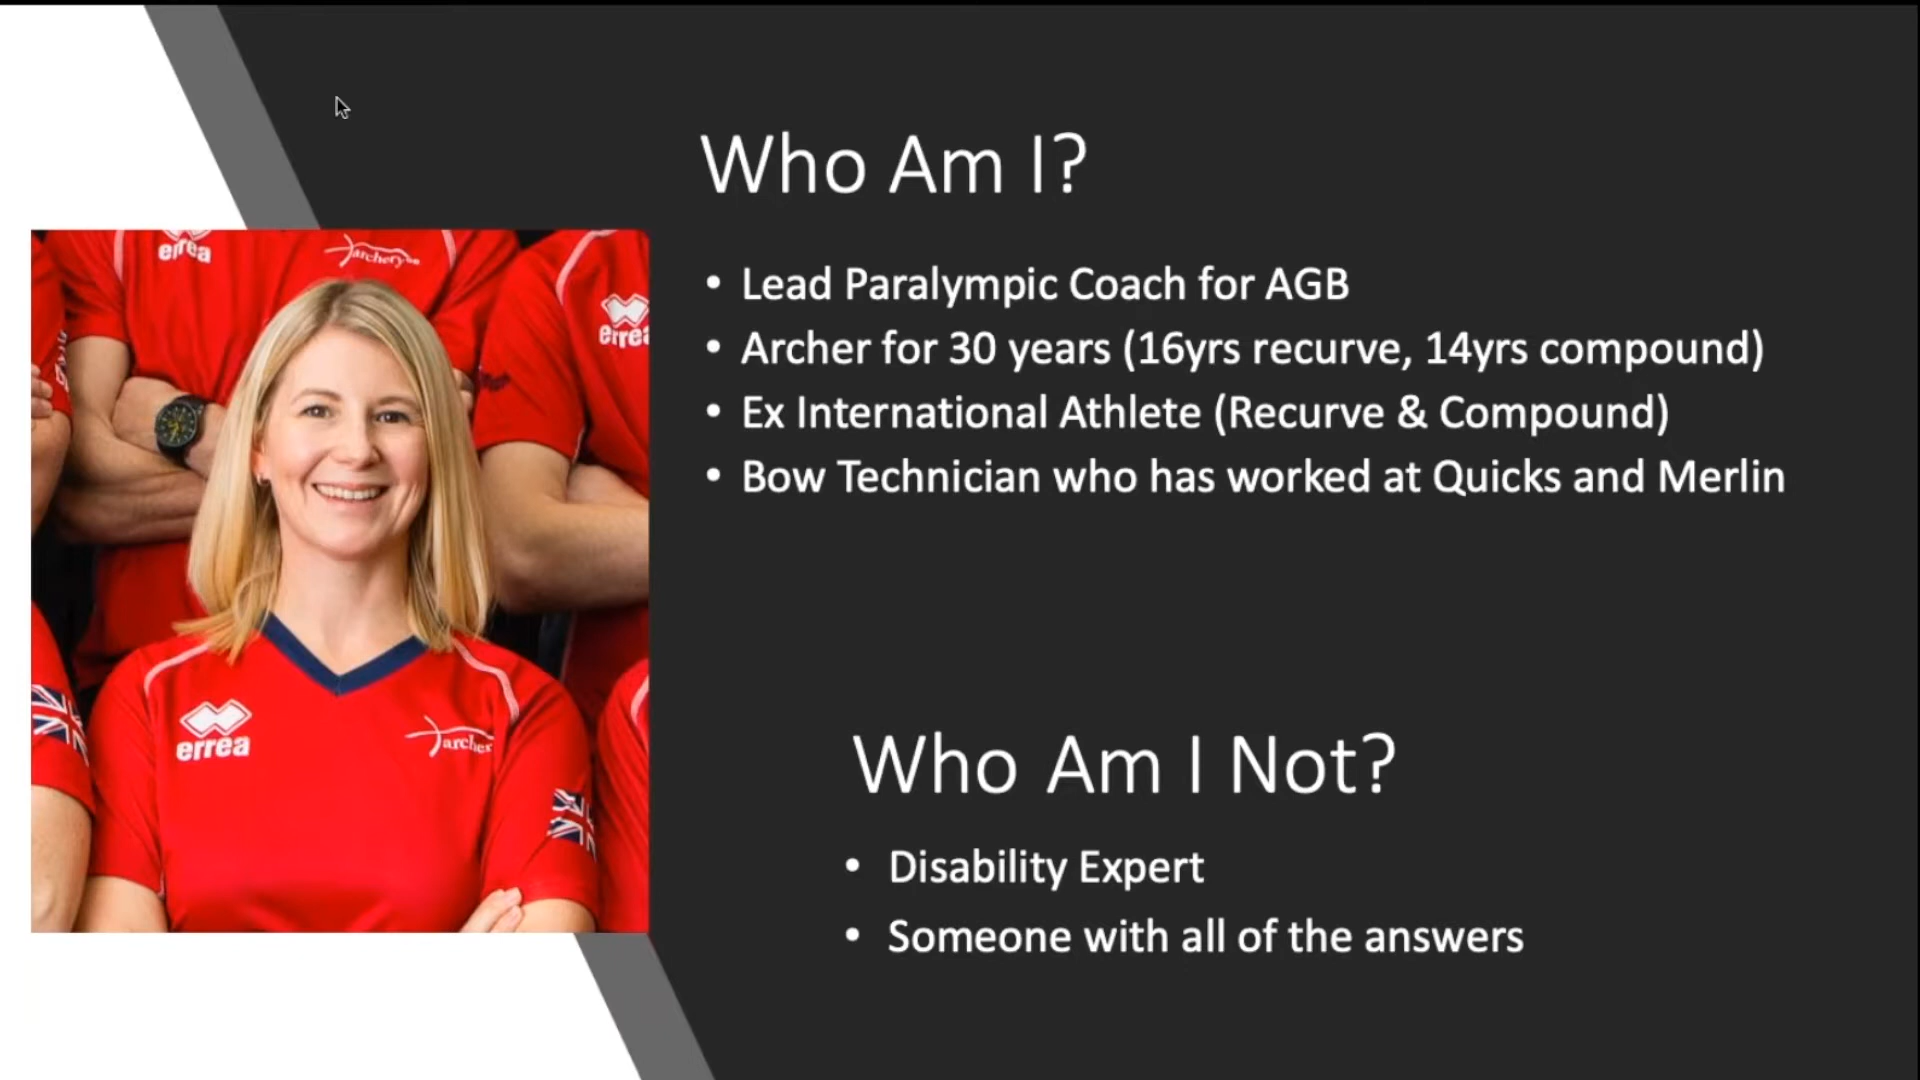 Who Am I?
• Lead Paralympic Coach for AGB
• Archer for 30 years (16yrs recurve, 14yrs compound)
• Ex International Athlete (Recurve & Compound)
• Bow Technician who has worked at Quicks and Merlin
errea
archery
errea
errea
archer
Who Am I Not?
• Disability Expert
• Someone with all of the answers